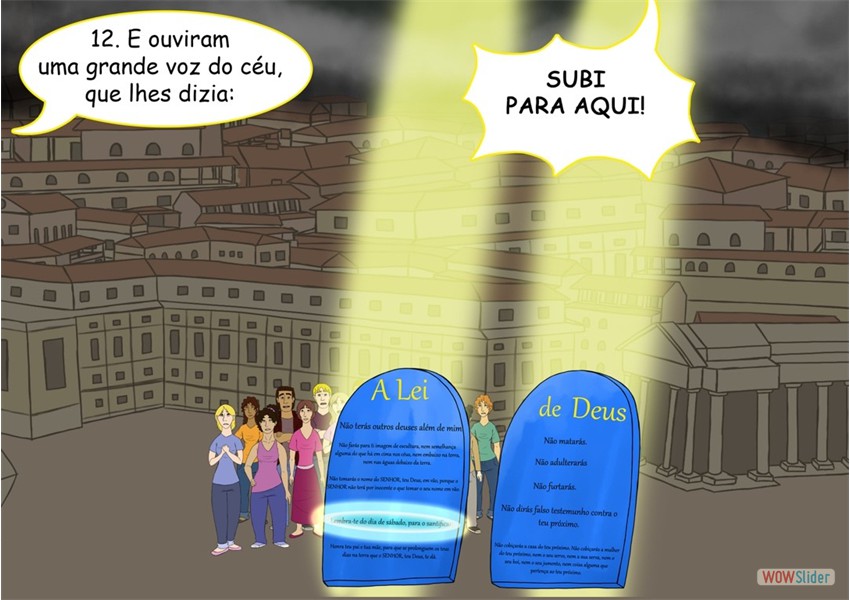 12. E ouviram
uma grande voz do céu,
que lhes dizia:
SUBI
PARA AQUI!
A Lei
Não terás outros deuses além de mim
Não farás para ti imagem de escultura, nem semelhança
alguma do que há em cima nos céus, nem embaixo na terra,
nem nas águas debaixo da terra.
Não tomarás o nome do SENHOR, teu Deus, em vão, porque o
SENHOR não terá por inocente o que tomar o seu nome em vão.
Lembra-te do dia de sábado, para o santificar
Honra teu pai e tua mãe, para que se prolonguem os teus
dias na terra que o SENHOR, teu Deus, te dá.
de Deus
Não matarás.
Não adulterarás
Não furtarás.
Não dirás falso testemunho contra o
teu próximo.
Não cobiçarás a casa do teu próximo. Não cobiçarás a mulher
do teu próximo, nem o seu servo, nem a sua serva, nem o
seu boi, nem o seu jumento, nem coisa alguma que
pertença ao teu próximo.
WOWSlider